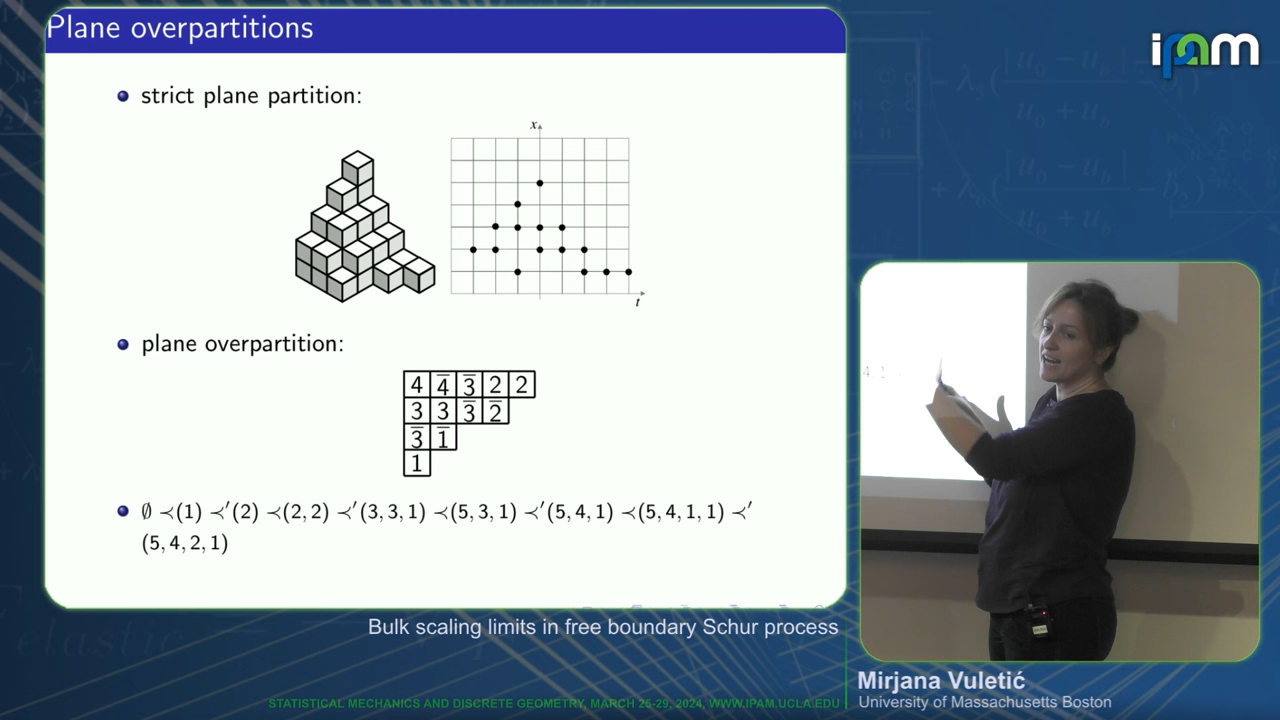 Plane overpartitions
strict plane partition:
x
t
plane overpartition:
4 4̅ 3̅ 2 2
3 3 3̅ 2̅
3̅ 1̅
1
∅ ≺(1) ≺′(2) ≺(2, 2) ≺′(3, 3, 1) ≺(5, 3, 1) ≺′(5, 4, 1) ≺(5, 4, 1, 1) ≺′
(5, 4, 2, 1)
ipam
Bulk scaling limits in free boundary Schur process
Mirjana Vuletić
University of Massachusetts Boston
STATISTICAL MECHANICS AND DISCRETE GEOMETRY, MARCH 25-29, 2024, WWW.IPAM.UCLA.EDU
elastic